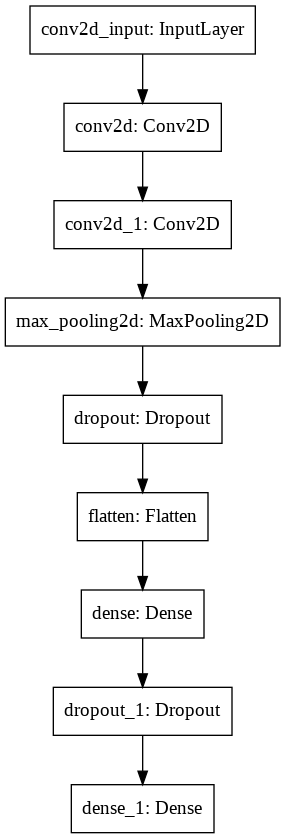 conv2d_input: InputLayer
conv2d: Conv2D
conv2d_1: Conv2D
max_pooling2d: MaxPooling2D
dropout: Dropout
flatten: Flatten
dense: Dense
dropout_1: Dropout
dense_1: Dense